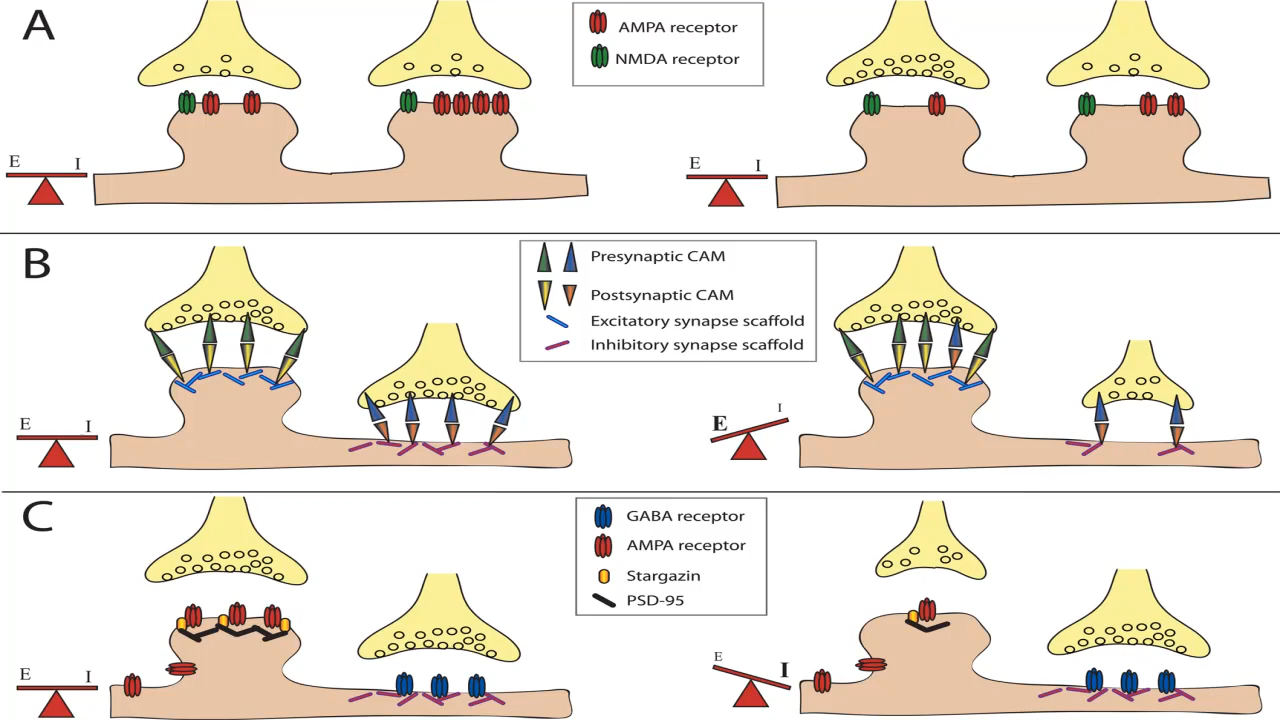 A
AMPA receptor
NMDA receptor
E I
E I
B
Presynaptic CAM
Postsynaptic CAM
Excitatory synapse scaffold
Inhibitory synapse scaffold
E I
E I
C
GABA receptor
AMPA receptor
Stargazin
PSD-95
E I
E I